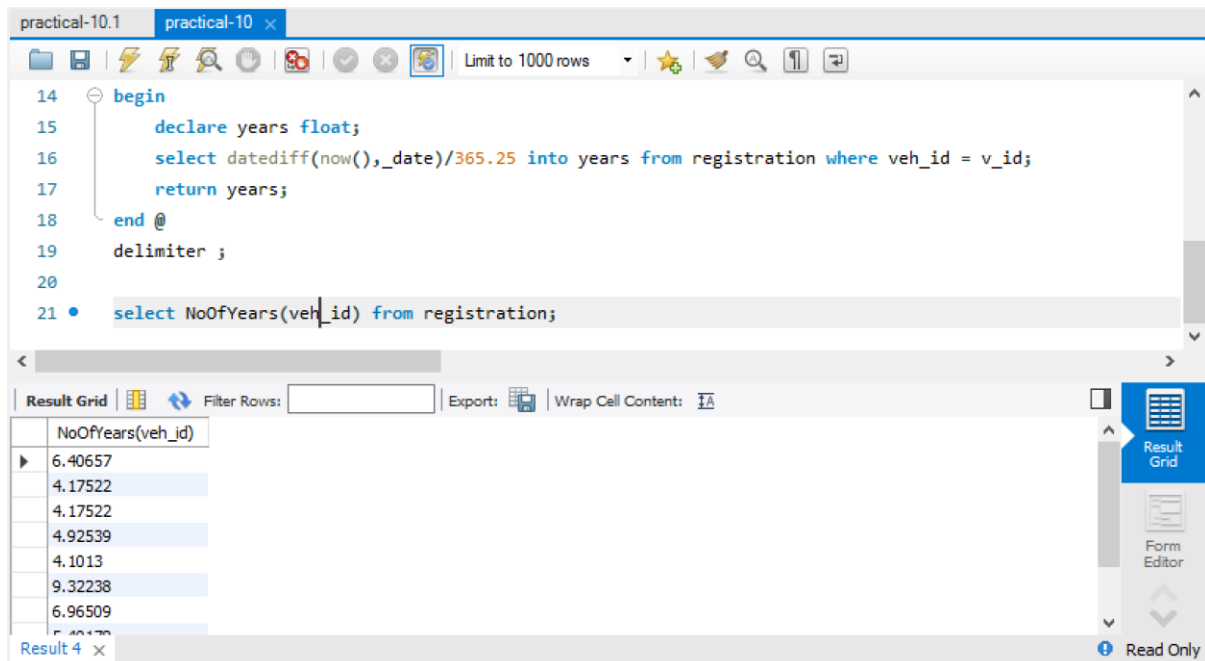 practical-10.1 practical-10
Limit to 1000 rows
14 begin
15 declare years float;
16 select datediff(now(),_date)/365.25 into years from registration where veh_id = v_id;
17 return years;
18 end @
19 delimiter ;
20
21 select NoOfYears(veh_id) from registration;
Result Grid Filter Rows: Export: Wrap Cell Content: IA
NoOfYears(veh_id)
6.40657
4.17522
4.17522
4.92539
4.1013
9.32238
6.96509
Result
Grid
Form
Editor
Result 4 Read Only